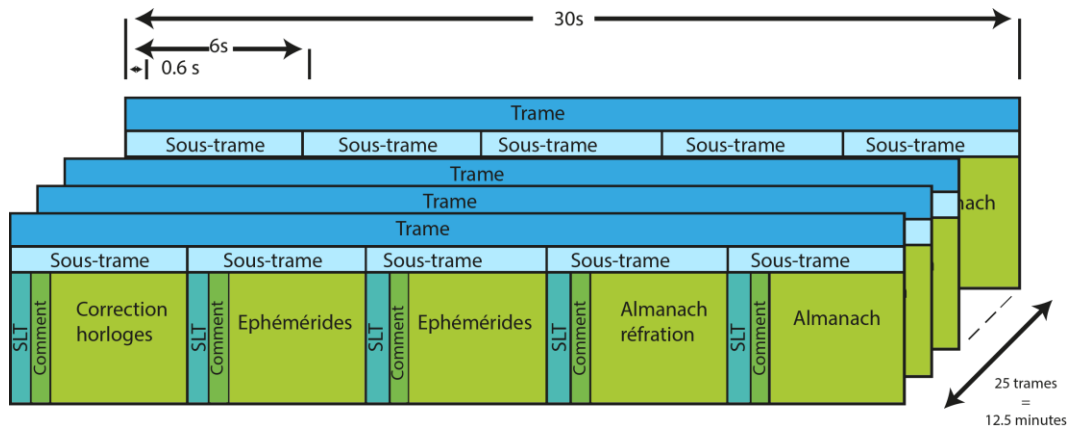 30s
6s
0.6 s
Trame
Sous-trame Sous-trame Sous-trame Sous-trame Sous-trame
Trame
nach
Trame
Trame
Sous-trame Sous-trame Sous-trame Sous-trame Sous-trame
SLT
Comment
Correction
horloges
SLT
Comment
Ephémérides
SLT
Comment
Ephémérides
SLT
Comment
Almanach
réfration
SLT
Comment
Almanach
25 trames
=
12.5 minutes